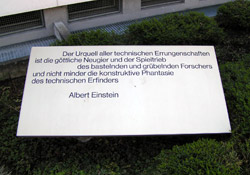 Der Urquell aller technischen Errungenschaften
ist die göttliche Neugier und der Spieltrieb
des bastelnden und grübelnden Forschers
und nicht minder die konstruktive Phantasie
des technischen Erfinders
Albert Einstein